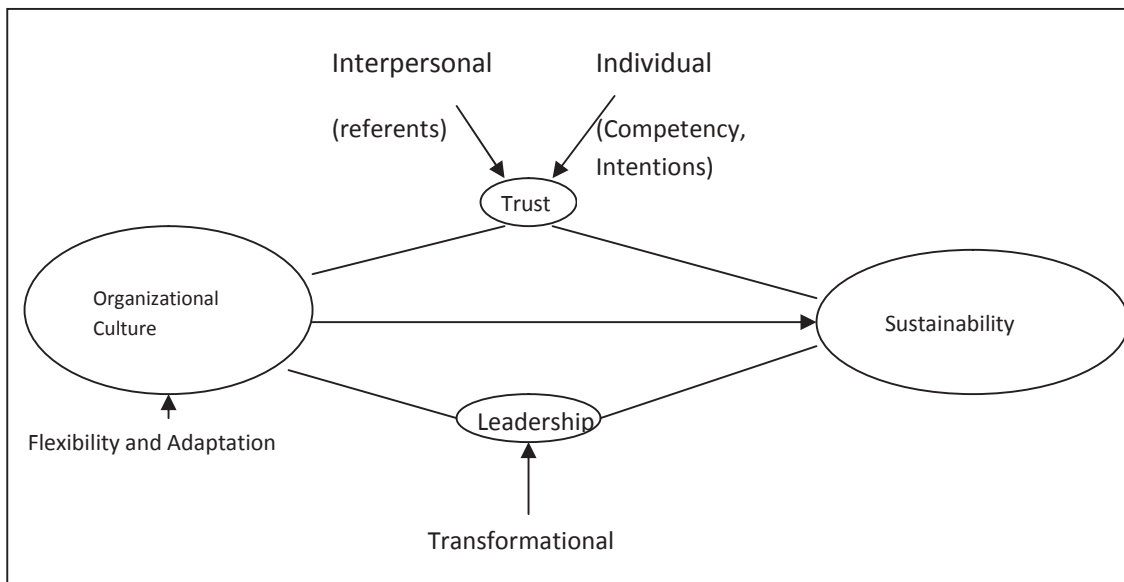 Interpersonal
(referents)
Individual
(Competency,
Intentions)
Trust
Organizational
Culture
Sustainability
Leadership
Flexibility and Adaptation
Transformational